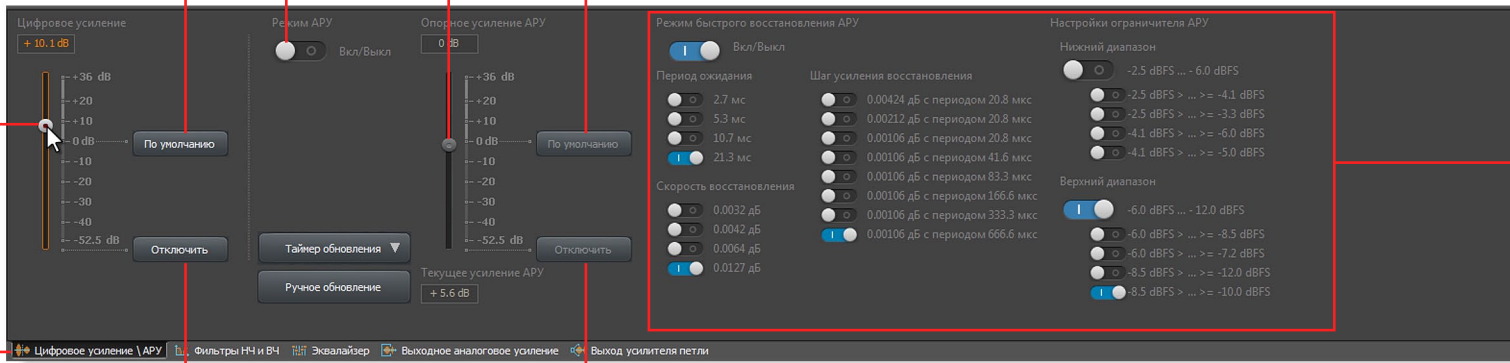 Цифровое усиление
+ 10.1 dB
+36 dB
+20
+10
0 dB
-10
-20
-30
-40
-52.5 dB
По умолчанию
Отключить
Режим АРУ
Вкл/Выкл
Таймер обновления
Ручное обновление
Опорное усиление АРУ
0 dB
+36 dB
+20
+10
0 dB
-10
-20
-30
-40
-52.5 dB
По умолчанию
Отключить
Текущее усиление АРУ
+ 5.6 dB
Режим быстрого восстановления АРУ
Вкл/Выкл
Период ожидания
2.7 мс
5.3 мс
10.7 мс
21.3 мс
Скорость восстановления
0.0032 дБ
0.0042 дБ
0.0064 дБ
0.0127 дБ
Шаг усиления восстановления
0.00424 дБ с периодом 20.8 мкс
0.00212 дБ с периодом 20.8 мкс
0.00106 дБ с периодом 20.8 мкс
0.00106 дБ с периодом 41.6 мкс
0.00106 дБ с периодом 83.3 мкс
0.00106 дБ с периодом 166.6 мкс
0.00106 дБ с периодом 333.3 мкс
0.00106 дБ с периодом 666.6 мкс
Настройки ограничителя АРУ
Нижний диапазон
-2.5 dBFS ... - 6.0 dBFS
-2.5 dBFS > ... >= -4.1 dBFS
-2.5 dBFS > ... >= -3.3 dBFS
-4.1 dBFS > ... >= -6.0 dBFS
-4.1 dBFS > ... >= -5.0 dBFS
Верхний диапазон
-6.0 dBFS ... - 12.0 dBFS
-6.0 dBFS > ... >= -8.5 dBFS
-6.0 dBFS > ... >= -7.2 dBFS
-8.5 dBFS > ... >= -12.0 dBFS
-8.5 dBFS > ... >= -10.0 dBFS
Цифровое усиление \ АРУ
Фильтры НЧ и ВЧ
Эквалайзер
Выходное аналоговое усиление
Выход усилителя петли